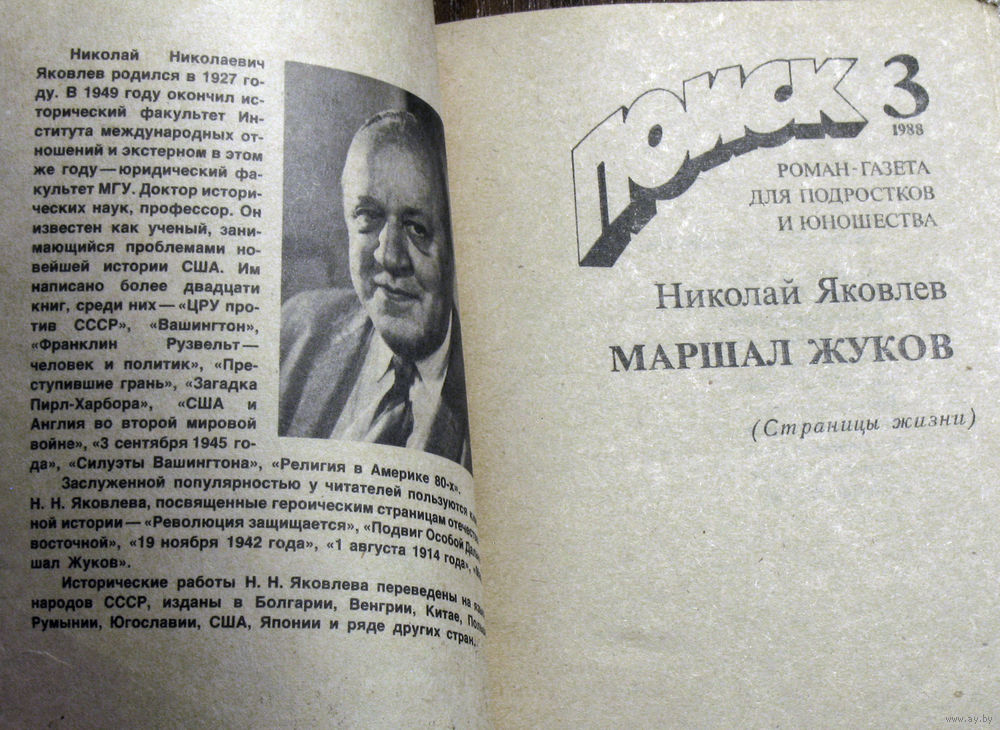 Николай Николаевич
Яковлев родился в 1927 го-
ду. В 1949 году окончил ис-
торический факультет Ин-
ститута международных от-
ношений и экстерном в этом
же году — юридический фа-
культет МГУ. Доктор истори-
ческих наук, профессор. Он
известен как ученый, зани-
мающийся проблемами но-
вейшей истории США. Им
написано более двадцати
книг, среди них — «ЦРУ про-
тив СССР», «Вашингтон»,
«Франклин Рузвельт —
человек и политик», «Пре-
ступившие грань», «Загадка
Пирл-Харбора», «США и
Англия во второй мировой
войне», «3 сентября 1945 го-
да», «Силуэты Вашингтона», «Религия в Америке 80-х».
Заслуженной популярностью у читателей пользуются
Н. Н. Яковлева, посвященные героическим страницам
ной истории — «Революция защищается», «Подвиг Особой
восточной», «19 ноября 1942 года», «1 августа 1914 года»,
шал Жуков».
Исторические работы Н. Н. Яковлева переведены на
народов СССР, изданы в Болгарии, Венгрии, Китае,
Румынии, Югославии, США, Японии и ряде других стран.
ПОИСК 3
1988
РОМАН-ГАЗЕТА
ДЛЯ ПОДРОСТКОВ
И ЮНОШЕСТВА
Николай Яковлев
МАРШАЛ ЖУКОВ
(Страницы жизни)
www.ay.by